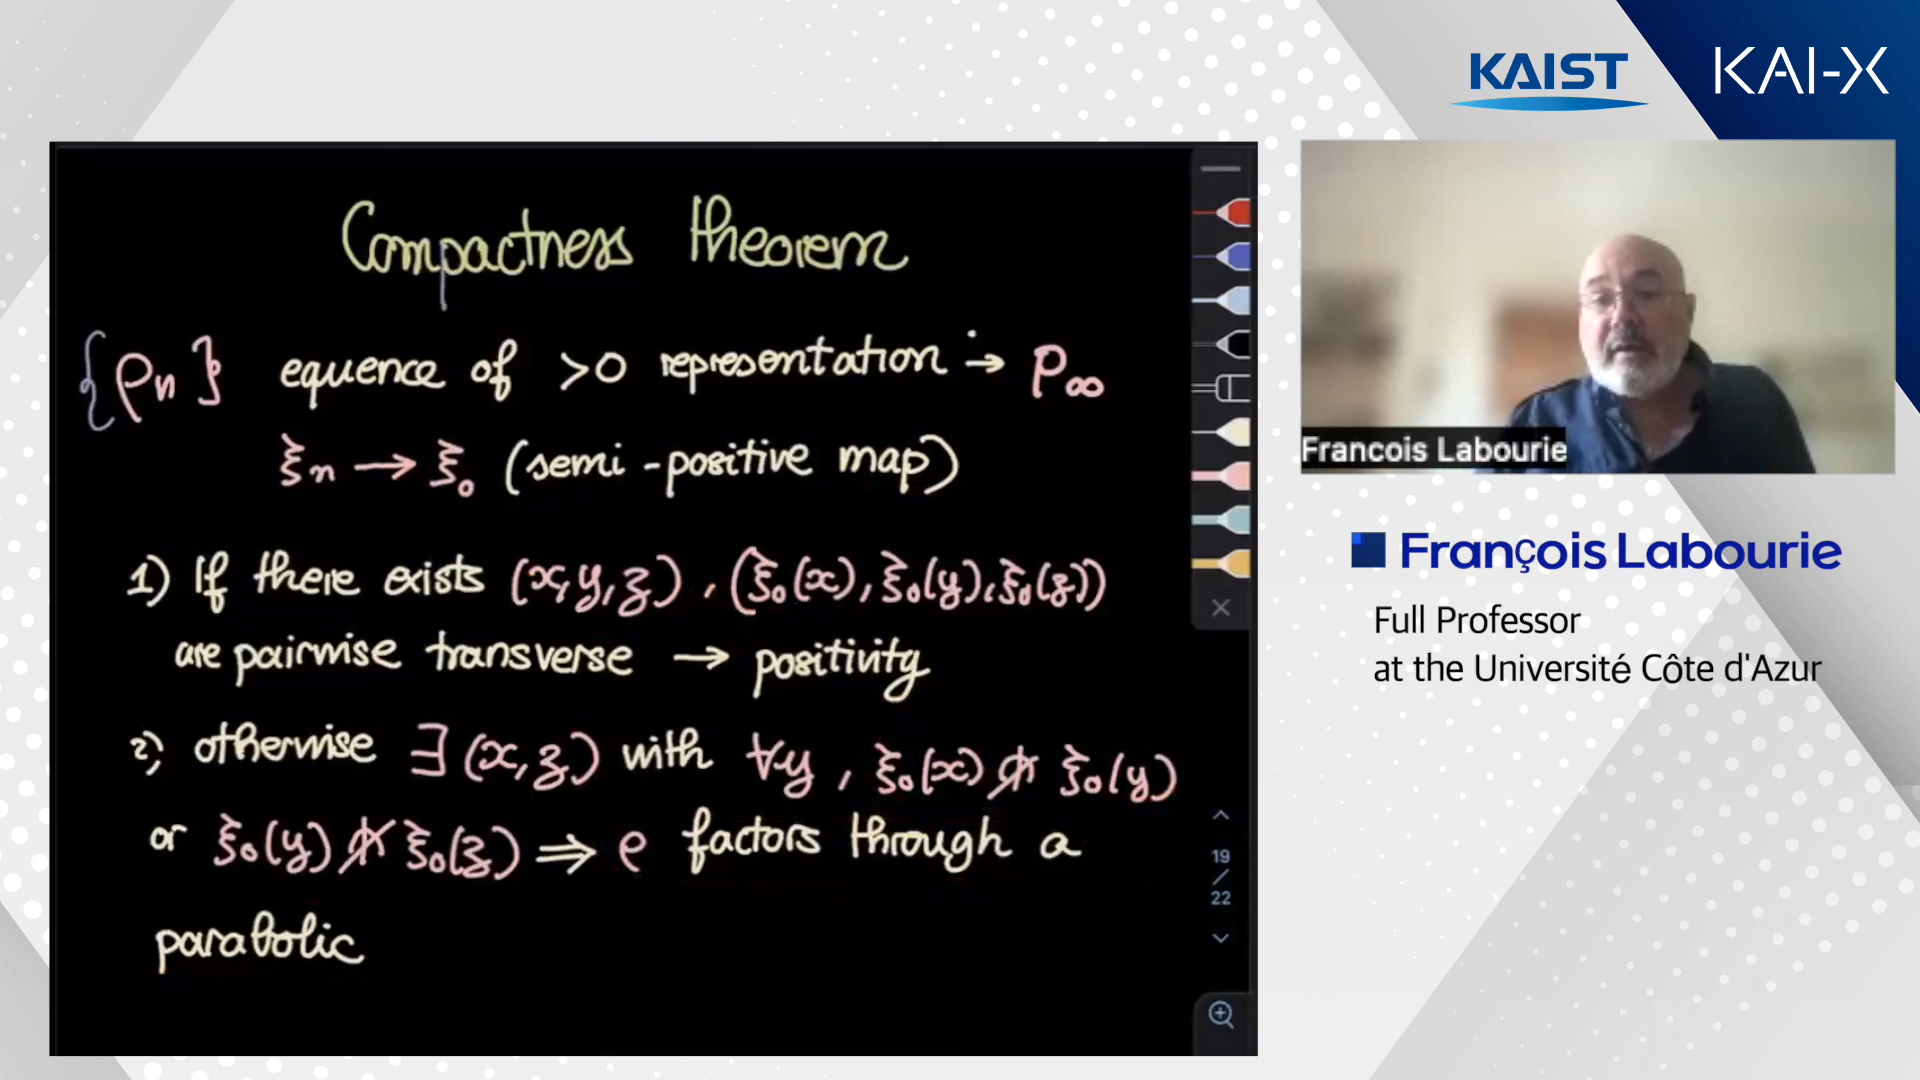 KAIST
KAI-X
Compactness theorem
{ρn} equence of >0 representation → ρ∞
ξn → ξ0 (semi-positive map)
1) If there exists (x,y,z), (ξ0(x), ξ0(y), ξ0(z))
are pairwise transverse → positivity
2) otherwise ∃ (x,z) with ∀y, ξ0(x) ⋔̸ ξ0(y)
or ξ0(y) ⋔̸ ξ0(z) ⇒ ρ factors through a
parabolic
19
/
22
Francois Labourie
François Labourie
Full Professor
at the Université Côte d'Azur